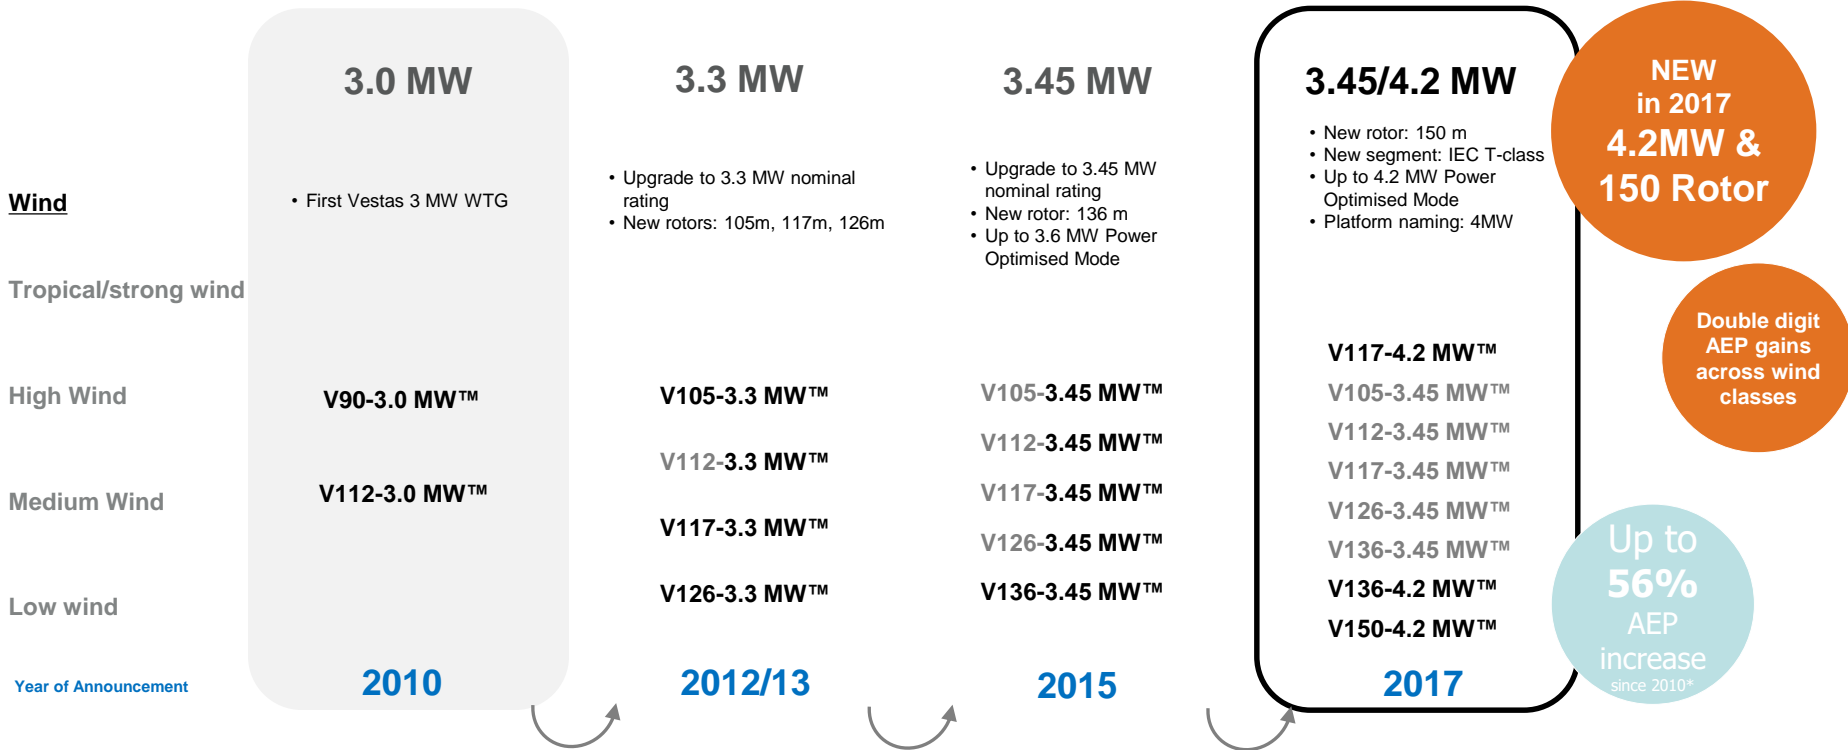 3.0 MW
3.3 MW
3.45 MW
3.45/4.2 MW
Wind
• First Vestas 3 MW WTG
• Upgrade to 3.3 MW nominal
rating
• New rotors: 105m, 117m, 126m
• Upgrade to 3.45 MW
nominal rating
• New rotor: 136 m
• Up to 3.6 MW Power
Optimised Mode
• New rotor: 150 m
• New segment: IEC T-class
• Up to 4.2 MW Power
Optimised Mode
• Platform naming: 4MW
NEW
in 2017
4.2MW &
150 Rotor
Tropical/strong wind
High Wind
Medium Wind
Low wind
V90-3.0 MW™
V112-3.0 MW™
V105-3.3 MW™
V112-3.3 MW™
V117-3.3 MW™
V126-3.3 MW™
V105-3.45 MW™
V112-3.45 MW™
V117-3.45 MW™
V126-3.45 MW™
V136-3.45 MW™
V117-4.2 MW™
V105-3.45 MW™
V112-3.45 MW™
V117-3.45 MW™
V126-3.45 MW™
V136-3.45 MW™
V136-4.2 MW™
V150-4.2 MW™
Double digit
AEP gains
across wind
classes
Up to
56%
AEP
increase
since 2010*
Year of Announcement
2010
2012/13
2015
2017